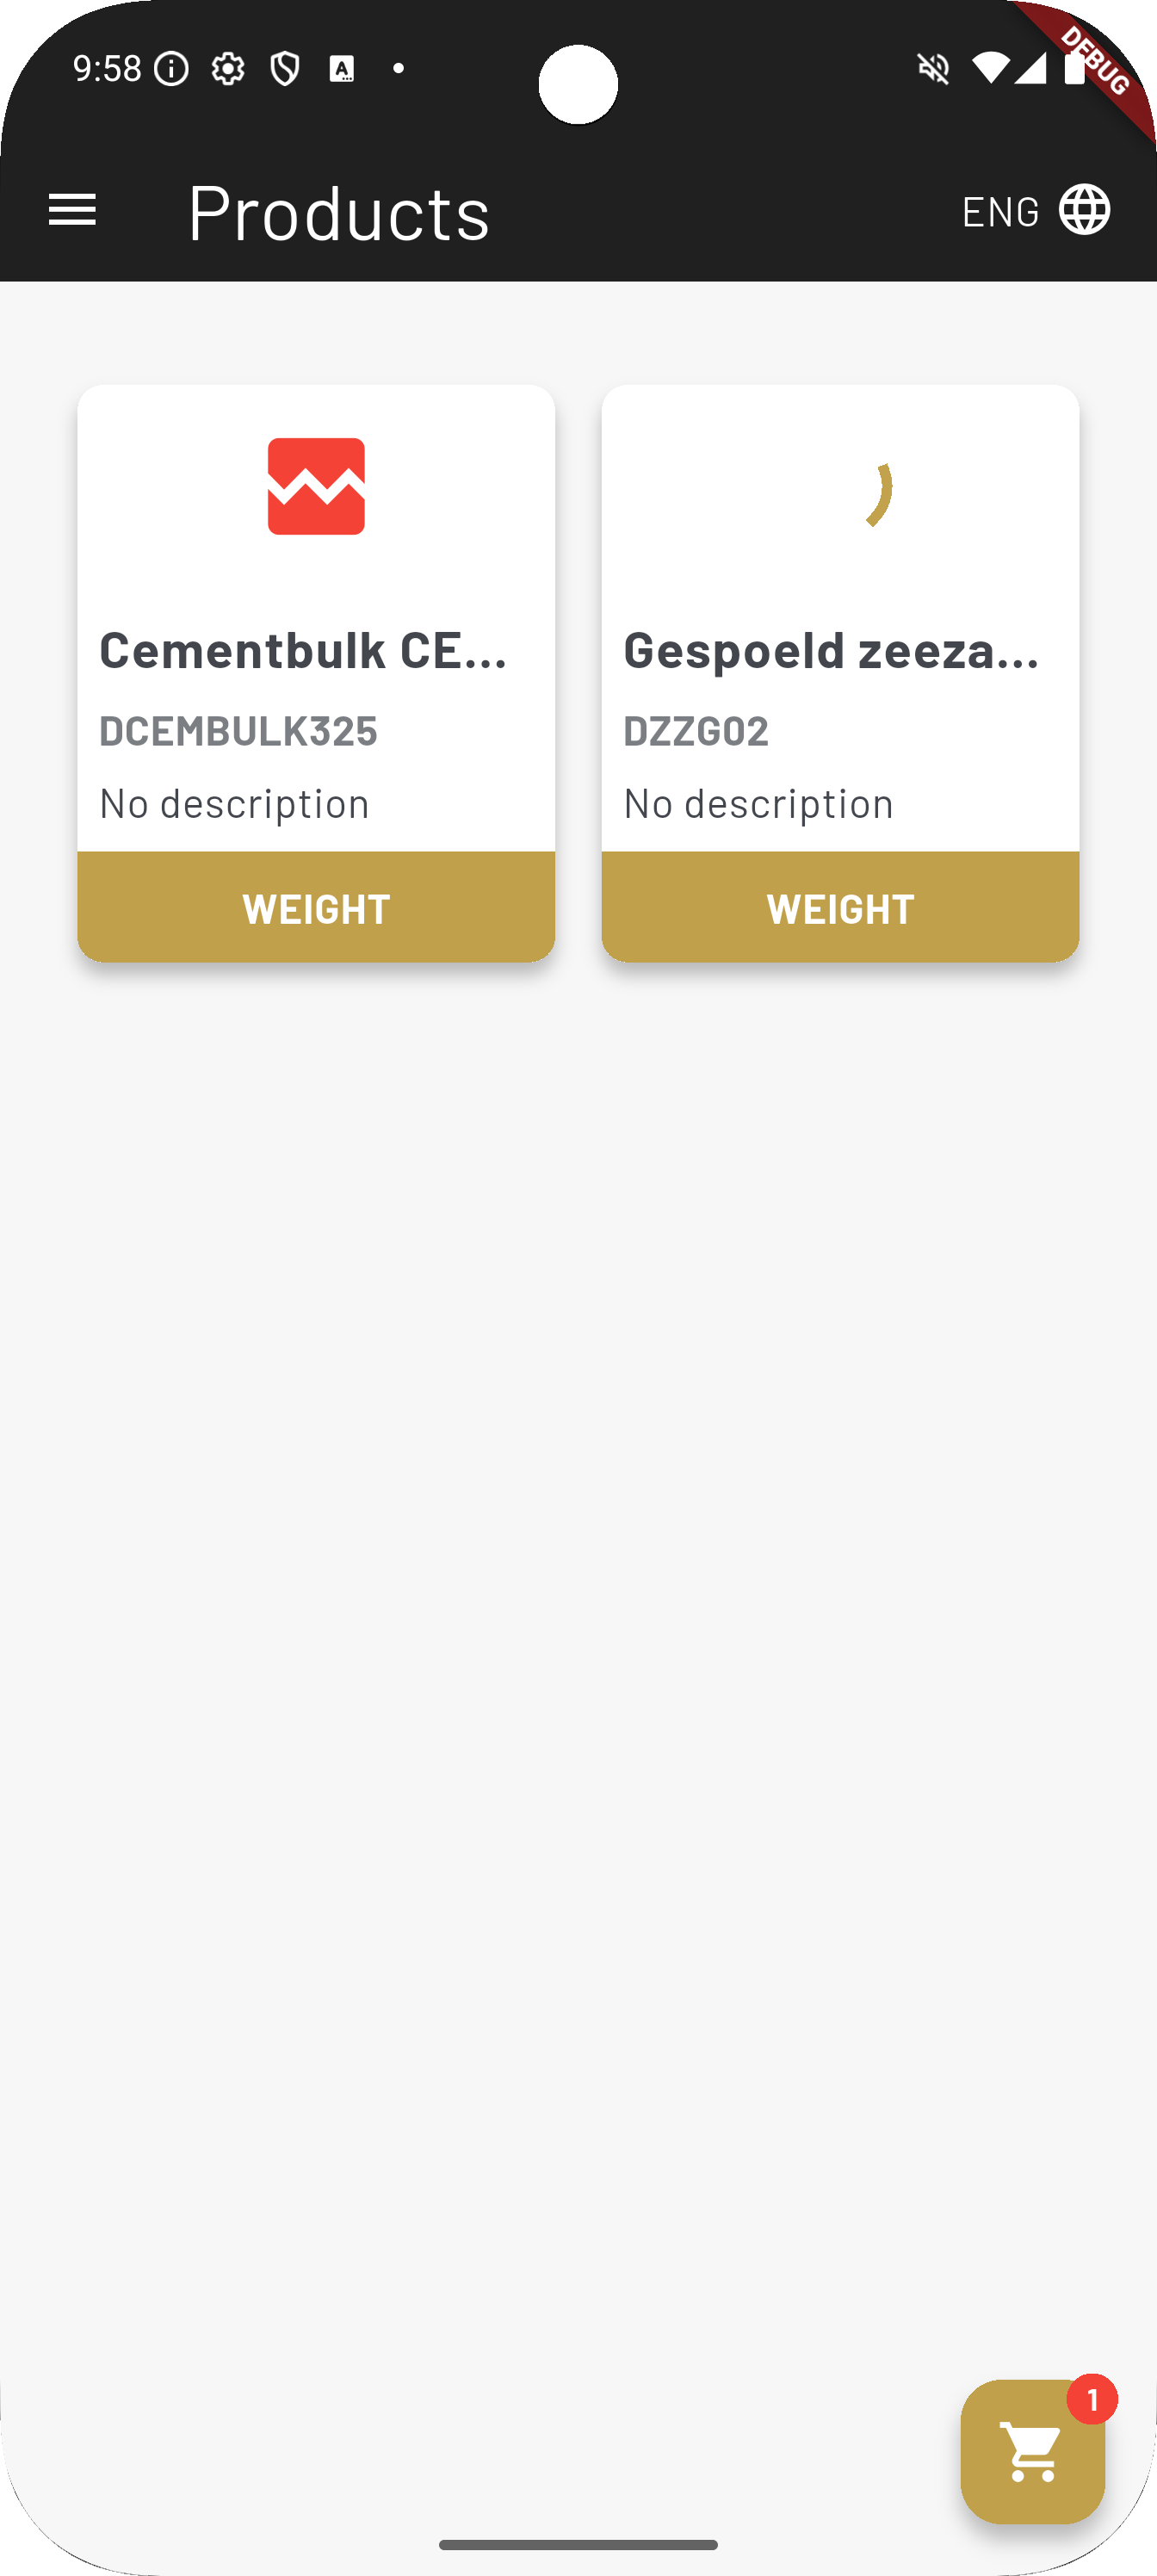 9:58
DEBUG
Products
ENG
Cementbulk CE...
DCEMBULK325
No description
WEIGHT
Gespoeld zeeza...
DZZG02
No description
WEIGHT
1